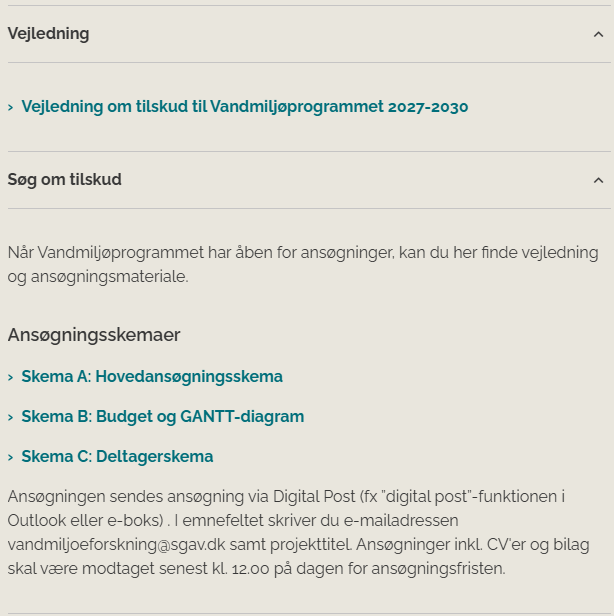 Vejledning
› Vejledning om tilskud til Vandmiljøprogrammet 2027-2030
Søg om tilskud
Når Vandmiljøprogrammet har åben for ansøgninger, kan du her finde vejledning
og ansøgningsmateriale.
Ansøgningsskemaer
› Skema A: Hovedansøgningsskema
› Skema B: Budget og GANTT-diagram
› Skema C: Deltagerskema
Ansøgningen sendes ansøgning via Digital Post (fx ”digital post”-funktionen i
Outlook eller e-boks) . I emnefeltet skriver du e-mailadressen
vandmiljoeforskning@sgav.dk samt projekttitel. Ansøgninger inkl. CV'er og bilag
skal være modtaget senest kl. 12.00 på dagen for ansøgningsfristen.